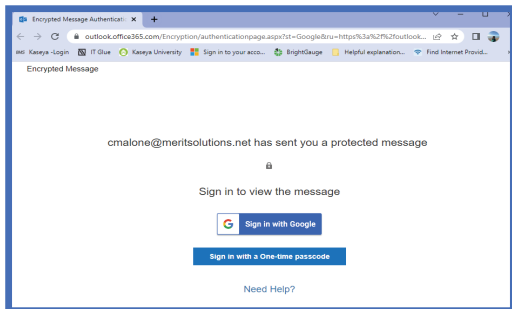 Encrypted Message Authenticatio
outlook.office365.com/Encryption/authenticationpage.aspx?st=Google&ru=https%3a%2f%2foutlook...
Kaseya -Login IT Glue Kaseya University Sign in to your acco... BrightGauge Helpful explanation... Find Internet Provid...
Encrypted Message
cmalone@meritsolutions.net has sent you a protected message
Sign in to view the message
G Sign in with Google
Sign in with a One-time passcode
Need Help?